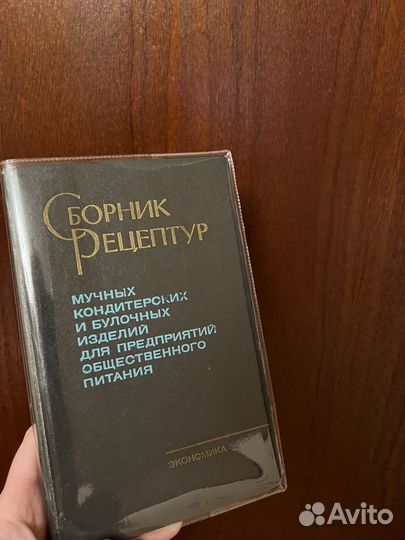 СБОРНИК
РЕЦЕПТУР
МУЧНЫХ
КОНДИТЕРСКИХ
И БУЛОЧНЫХ
ИЗДЕЛИЙ
ДЛЯ ПРЕДПРИЯТИЙ
ОБЩЕСТВЕННОГО
ПИТАНИЯ
ЭКОНОМИКА
Avito